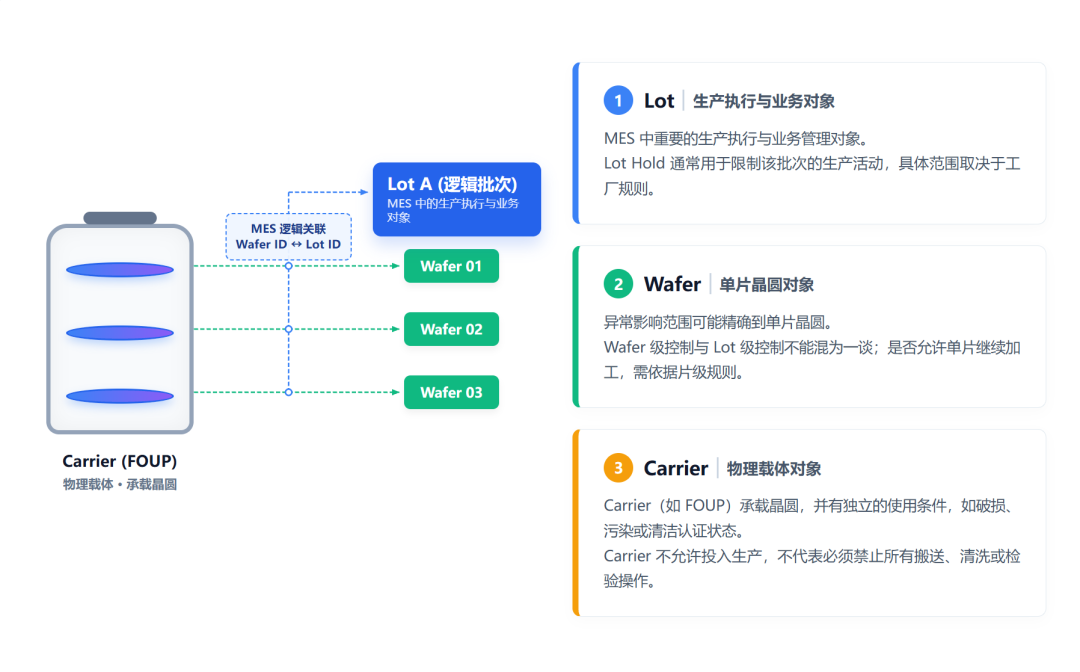 Lot A (逻辑批次)
MES 中的生产执行与业务
对象
MES 逻辑关联
Wafer ID ↔ Lot ID
Wafer 01
Wafer 02
Wafer 03
Carrier (FOUP)
物理载体・承载晶圆
1 Lot 生产执行与业务对象
MES 中重要的生产执行与业务管理对象。
Lot Hold 通常用于限制该批次的生产活动，具体范围取决于工
厂规则。
2 Wafer 单片晶圆对象
异常影响范围可能精确到单片晶圆。
Wafer 级控制与 Lot 级控制不能混为一谈；是否允许单片继续加
工，需依据片级规则。
3 Carrier 物理载体对象
Carrier（如 FOUP）承载晶圆，并有独立的使用条件，如破损、
污染或清洁认证状态。
Carrier 不允许投入生产，不代表必须禁止所有搬送、清洗或检
验操作。